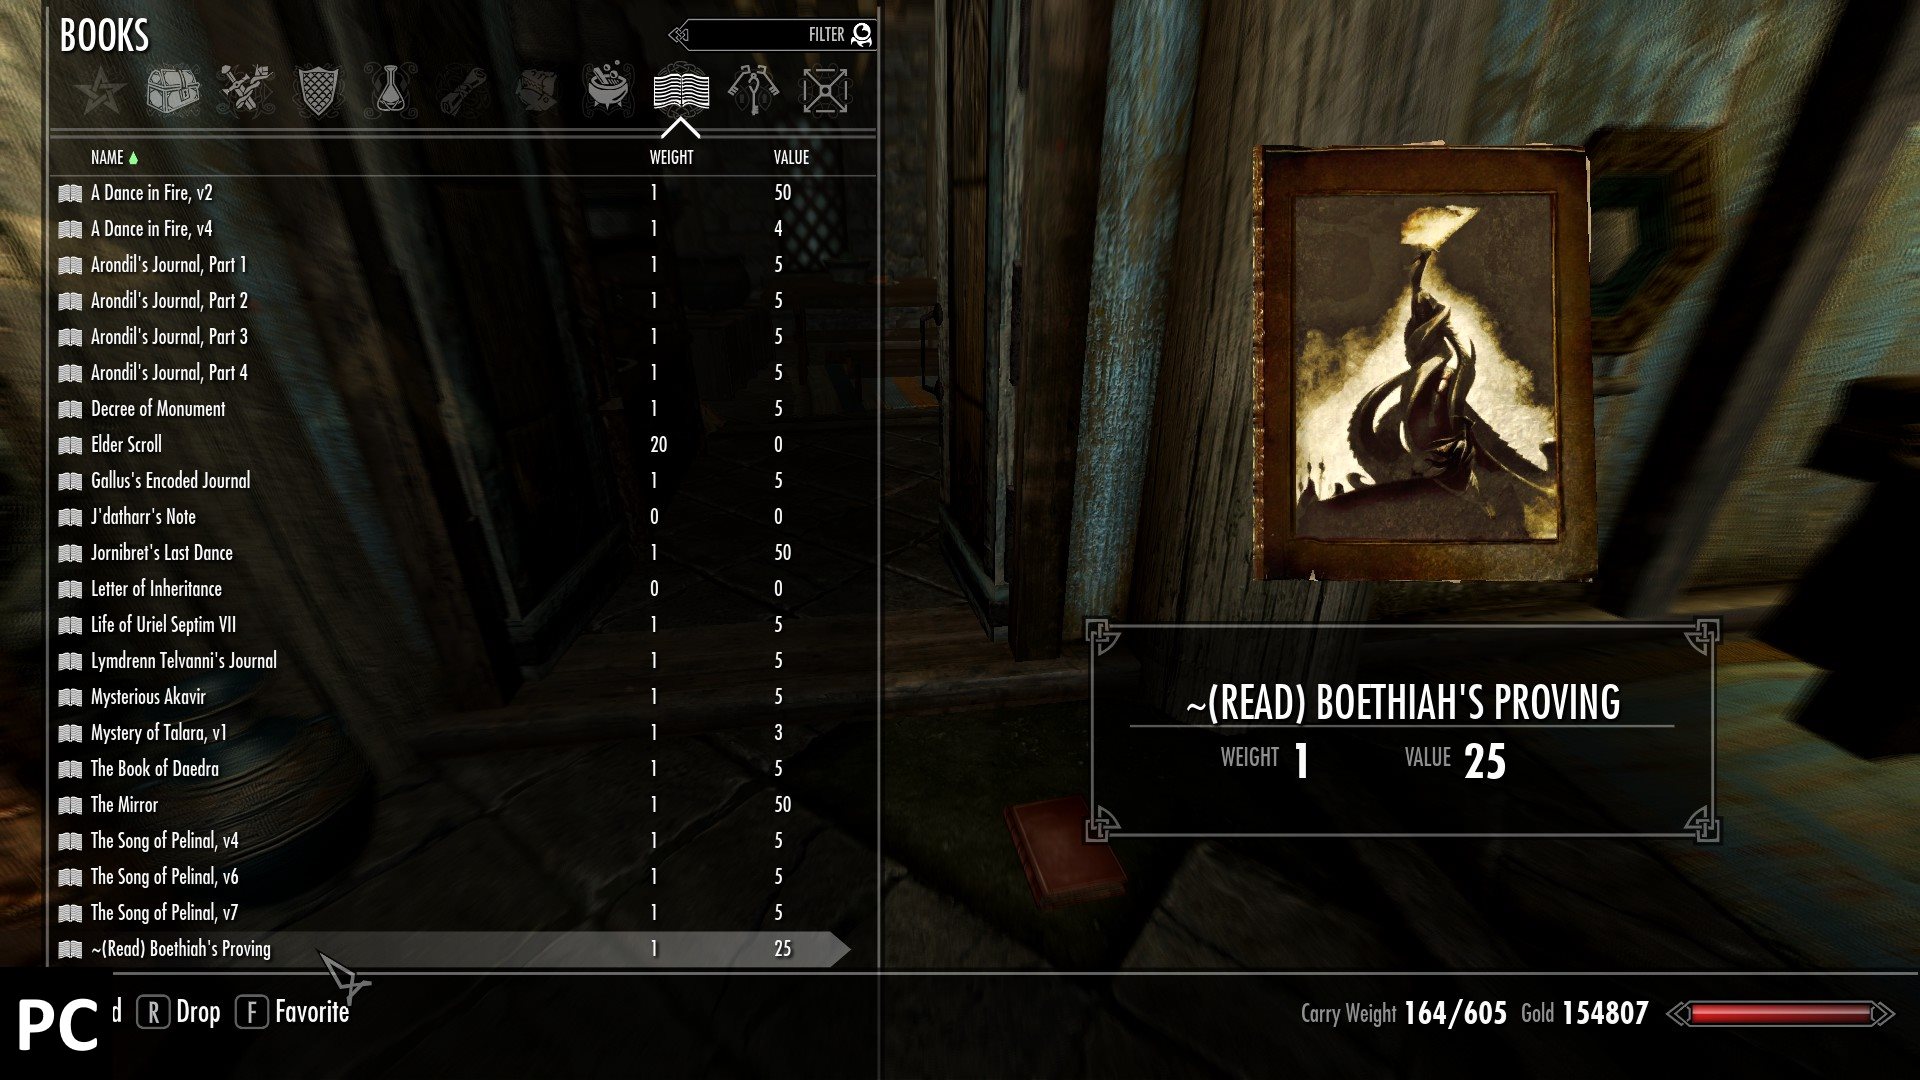 BOOKS
FILTER
NAME WEIGHT VALUE
A Dance in Fire, v2 1 50
A Dance in Fire, v4 1 4
Arondil's Journal, Part 1 1 5
Arondil's Journal, Part 2 1 5
Arondil's Journal, Part 3 1 5
Arondil's Journal, Part 4 1 5
Decree of Monument 1 5
Elder Scroll 20 0
Gallus's Encoded Journal 1 5
J'datharr's Note 0 0
Jornibret's Last Dance 1 50
Letter of Inheritance 0 0
Life of Uriel Septim VII 1 5
Lymdrenn Telvanni's Journal 1 5
Mysterious Akavir 1 5
Mystery of Talara, v1 1 3
The Book of Daedra 1 5
The Mirror 1 50
The Song of Pelinal, v4 1 5
The Song of Pelinal, v6 1 5
The Song of Pelinal, v7 1 5
~(Read) Boethiah's Proving 1 25
~(READ) BOETHIAH'S PROVING
WEIGHT 1 VALUE 25
PC d R Drop F Favorite
Carry Weight 164/605 Gold 154807